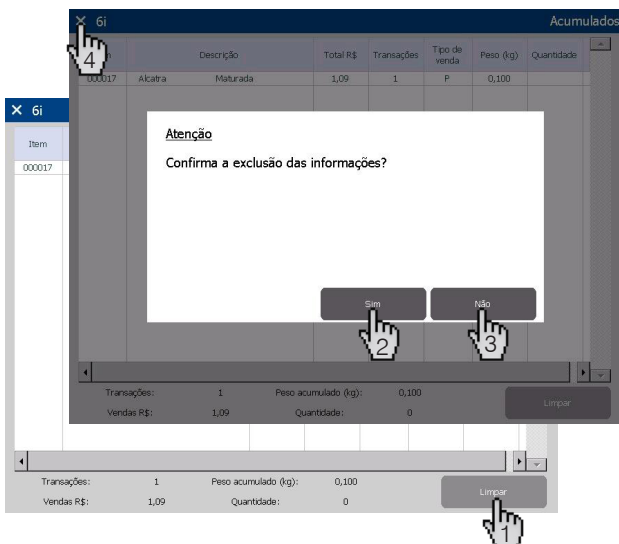 6i
Acumulados
Descrição Total R$ Transações Tipo de venda Peso (kg) Quantidade
000017 Alcatra Maturada 1,09 1 P 0,100
4
Atenção
Confirma a exclusão das informações?
Sim Não
2 3
Transações: 1 Peso acumulado (kg): 0,100
Vendas R$: 1,09 Quantidade: 0
Limpar
6i
Item
000017
Transações: 1 Peso acumulado (kg): 0,100
Vendas R$: 1,09 Quantidade: 0
Limpar
1